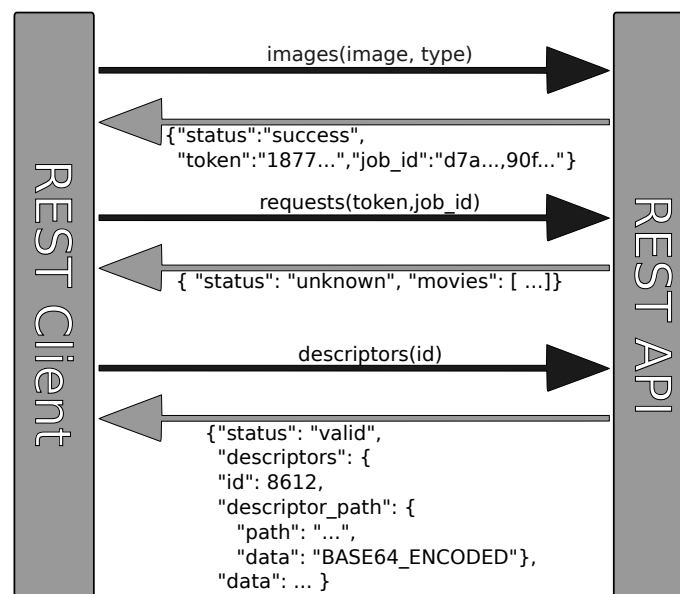 images(image, type)
{"status":"success",
"token":"1877...","job_id":"d7a...,90f..."}
requests(token,job_id)
{ "status": "unknown", "movies": [ ...]}
descriptors(id)
{"status": "valid",
"descriptors": {
"id": 8612,
"descriptor_path": {
"path": "...",
"data": "BASE64_ENCODED"},
"data": ... }
REST Client
REST API